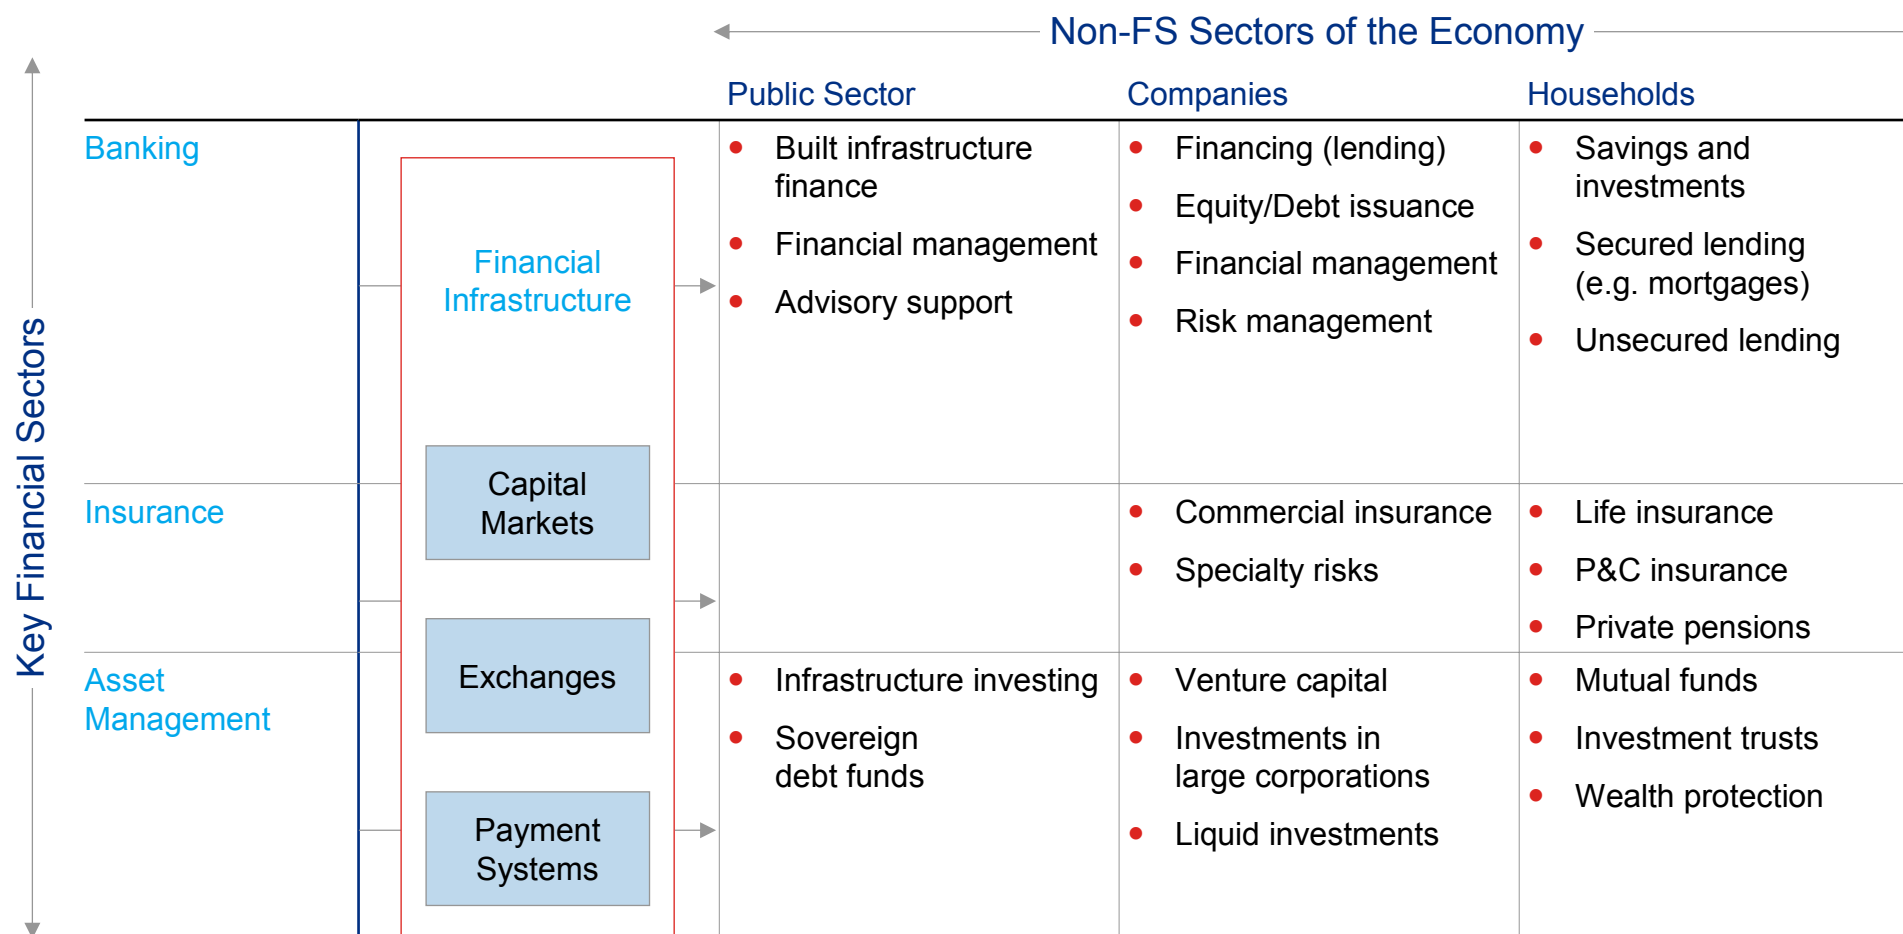 Non-FS Sectors of the Economy
Key Financial Sectors
Public Sector
Companies
Households
Banking
Financial
Infrastructure
Capital
Markets
Exchanges
Payment
Systems
• Built infrastructure
finance
• Financial management
• Advisory support
• Financing (lending)
• Equity/Debt issuance
• Financial management
• Risk management
• Savings and
investments
• Secured lending
(e.g. mortgages)
• Unsecured lending
Insurance
• Commercial insurance
• Specialty risks
• Life insurance
• P&C insurance
• Private pensions
Asset
Management
• Infrastructure investing
• Sovereign
debt funds
• Venture capital
• Investments in
large corporations
• Liquid investments
• Mutual funds
• Investment trusts
• Wealth protection